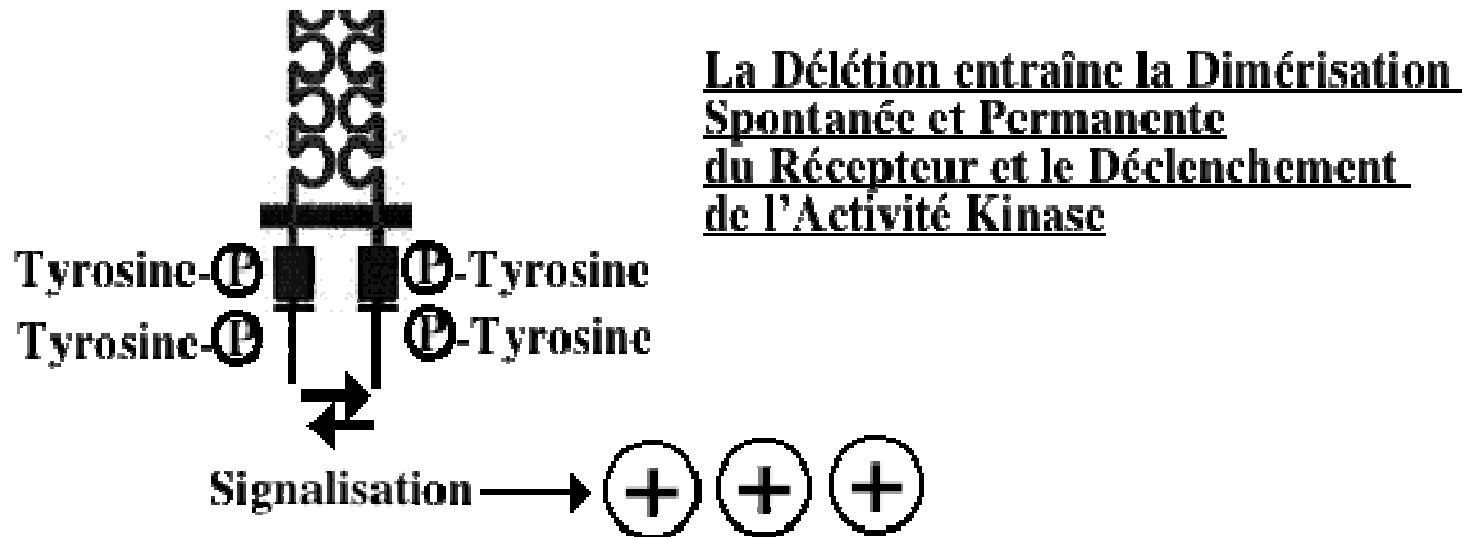 La Délétion entraîne la Dimérisation
Spontanée et Permanente
du Récepteur et le Déclenchement
de l'Activité Kinase
Tyrosine-P P-Tyrosine
Tyrosine-P P-Tyrosine
Signalisation + + +